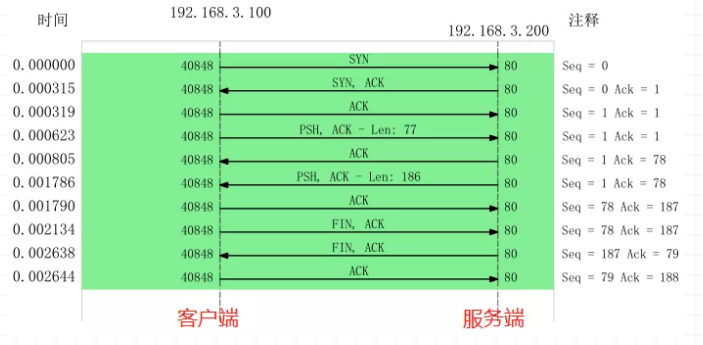 时间 192.168.3.100 192.168.3.200 注释
0.000000 40848 SYN 80 Seq = 0
0.000315 40848 SYN, ACK 80 Seq = 0 Ack = 1
0.000319 40848 ACK 80 Seq = 1 Ack = 1
0.000623 40848 PSH, ACK - Len: 77 80 Seq = 1 Ack = 1
0.000805 40848 ACK 80 Seq = 1 Ack = 78
0.001786 40848 PSH, ACK - Len: 186 80 Seq = 1 Ack = 78
0.001790 40848 ACK 80 Seq = 78 Ack = 187
0.002134 40848 FIN, ACK 80 Seq = 78 Ack = 187
0.002638 40848 FIN, ACK 80 Seq = 187 Ack = 79
0.002644 40848 ACK 80 Seq = 79 Ack = 188
客户端 服务端